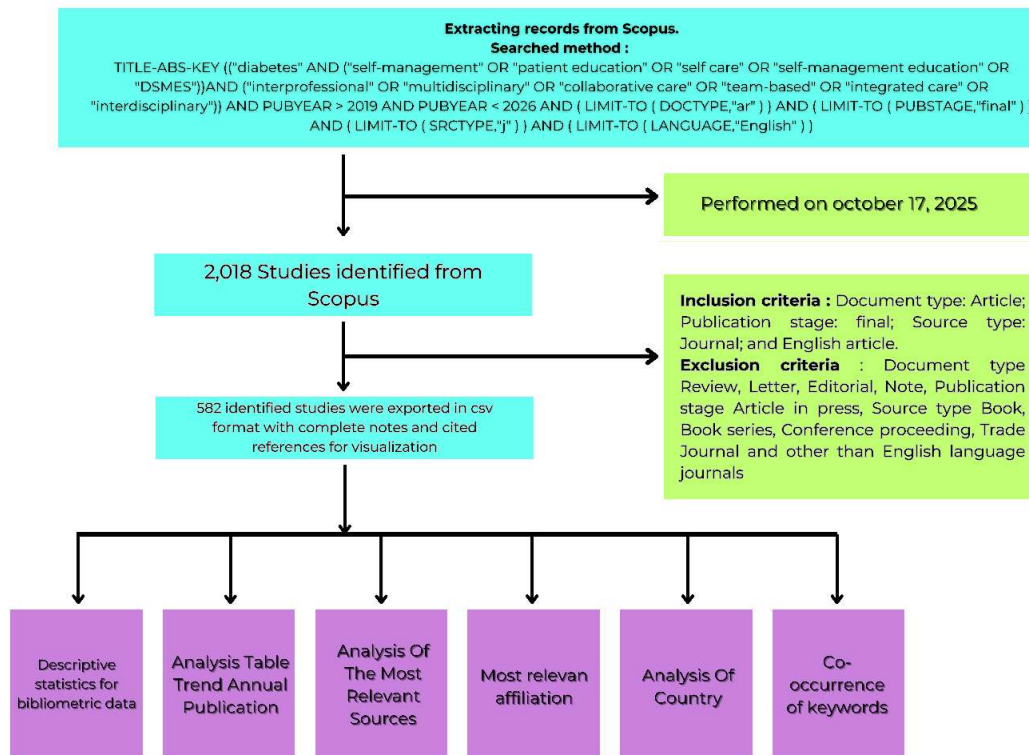 Extracting records from Scopus.
Searched method :
TITLE-ABS-KEY (("diabetes" AND ("self-management" OR "patient education" OR "self care" OR "self-management education" OR
"DSMES"))AND ("interprofessional" OR "multidisciplinary" OR "collaborative care" OR "team-based" OR "integrated care" OR
"interdisciplinary")) AND PUBYEAR > 2019 AND PUBYEAR < 2026 AND ( LIMIT-TO ( DOCTYPE,"ar" ) ) AND ( LIMIT-TO ( PUBSTAGE,"final" ) )
AND ( LIMIT-TO ( SRCTYPE,"j" ) ) AND ( LIMIT-TO ( LANGUAGE,"English" ) )
Performed on october 17, 2025
2,018 Studies identified from
Scopus
Inclusion criteria : Document type: Article;
Publication stage: final; Source type:
Journal; and English article.
Exclusion criteria : Document type
Review, Letter, Editorial, Note, Publication
stage Article in press, Source type Book,
Book series, Conference proceeding, Trade
Journal and other than English language
journals
582 identified studies were exported in csv
format with complete notes and cited
references for visualization
Descriptive
statistics for
bibliometric data
Analysis Table
Trend Annual
Publication
Analysis Of
The Most
Relevant
Sources
Most relevan
affiliation
Analysis Of
Country
Co-
occurrence
of keywords